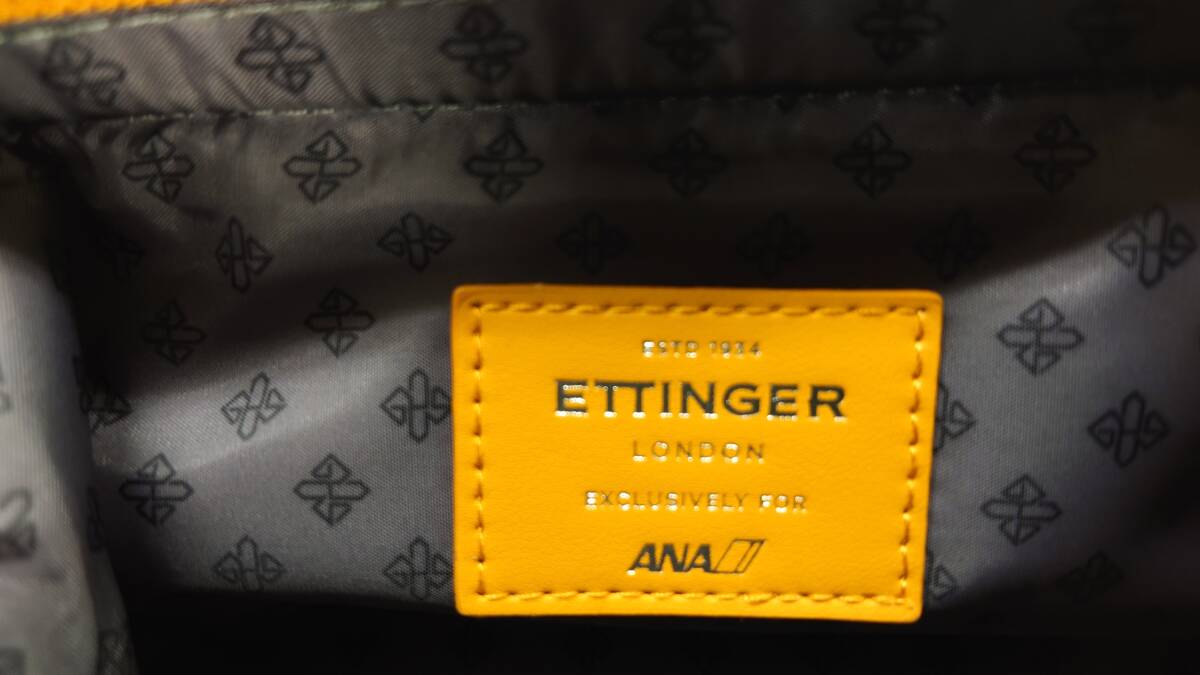 ESTD 1934
ETTINGER
LONDON
EXCLUSIVELY FOR
ANA